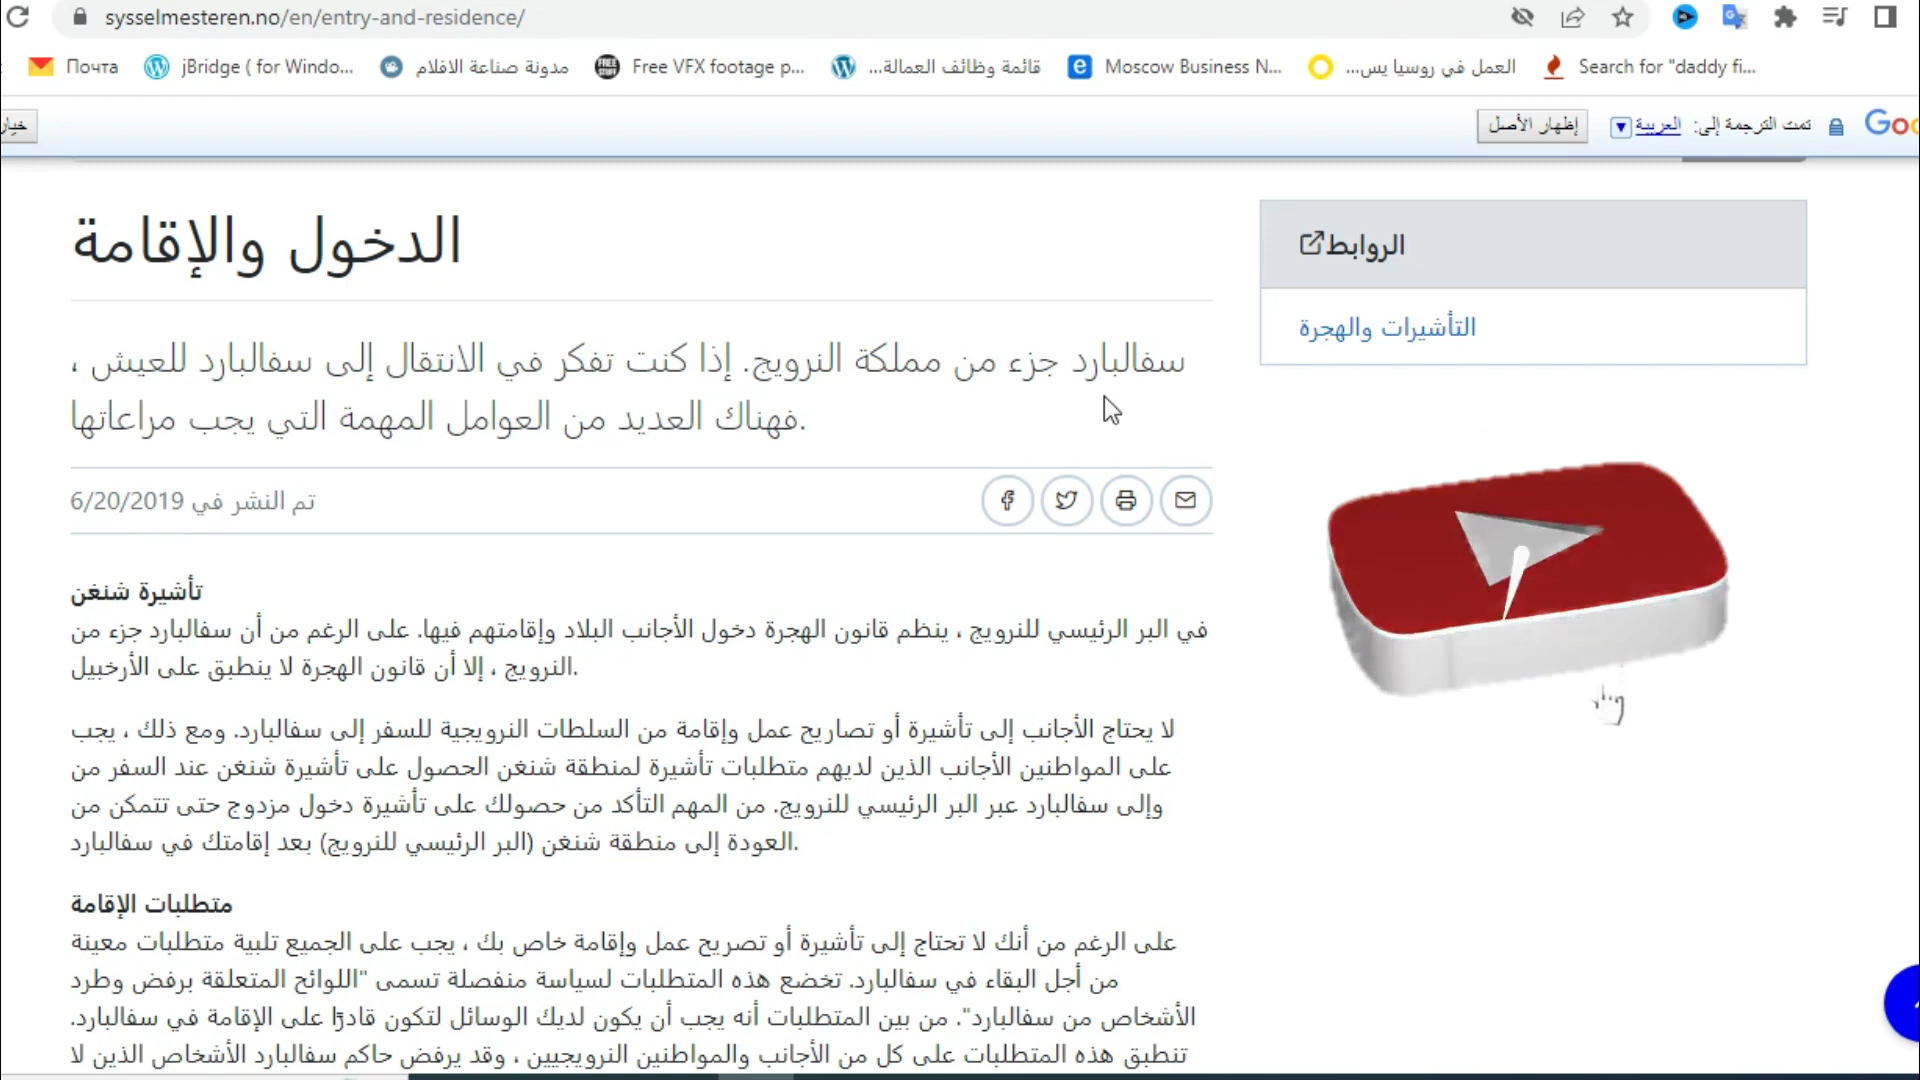 sysselmesteren.no/en/entry-and-residence/
Почта
jBridge ( for Windo...
مدونة صناعة الافلام
Free VFX footage p...
قائمة وظائف العمالة...
Moscow Business N...
العمل في روسيا يس...
Search for "daddy fi...
تمت الترجمة إلى: العربية
إظهار الأصل
الدخول والإقامة
الروابط
التأشيرات والهجرة
سفالبارد جزء من مملكة النرويج. إذا كنت تفكر في الانتقال إلى سفالبارد للعيش ،
فهناك العديد من العوامل المهمة التي يجب مراعاتها.
تم النشر في 6/20/2019
تأشيرة شنغن
في البر الرئيسي للنرويج ، ينظم قانون الهجرة دخول الأجانب البلاد وإقامتهم فيها. على الرغم من أن سفالبارد جزء من
النرويج ، إلا أن قانون الهجرة لا ينطبق على الأرخبيل.
لا يحتاج الأجانب إلى تأشيرة أو تصاريح عمل وإقامة من السلطات النرويجية للسفر إلى سفالبارد. ومع ذلك ، يجب
على المواطنين الأجانب الذين لديهم متطلبات تأشيرة لمنطقة شنغن الحصول على تأشيرة شنغن عند السفر من
وإلى سفالبارد عبر البر الرئيسي للنرويج. من المهم التأكد من حصولك على تأشيرة دخول مزدوج حتى تتمكن من
العودة إلى منطقة شنغن (البر الرئيسي للنرويج) بعد إقامتك في سفالبارد.
متطلبات الإقامة
على الرغم من أنك لا تحتاج إلى تأشيرة أو تصريح عمل وإقامة خاص بك ، يجب على الجميع تلبية متطلبات معينة
من أجل البقاء في سفالبارد. تخضع هذه المتطلبات لسياسة منفصلة تسمى "اللوائح المتعلقة برفض وطرد
الأشخاص من سفالبارد". من بين المتطلبات أنه يجب أن يكون لديك الوسائل لتكون قادرًا على الإقامة في سفالبارد.
تنطبق هذه المتطلبات على كل من الأجانب والمواطنين النرويجيين ، وقد يرفض حاكم سفالبارد الأشخاص الذين لا